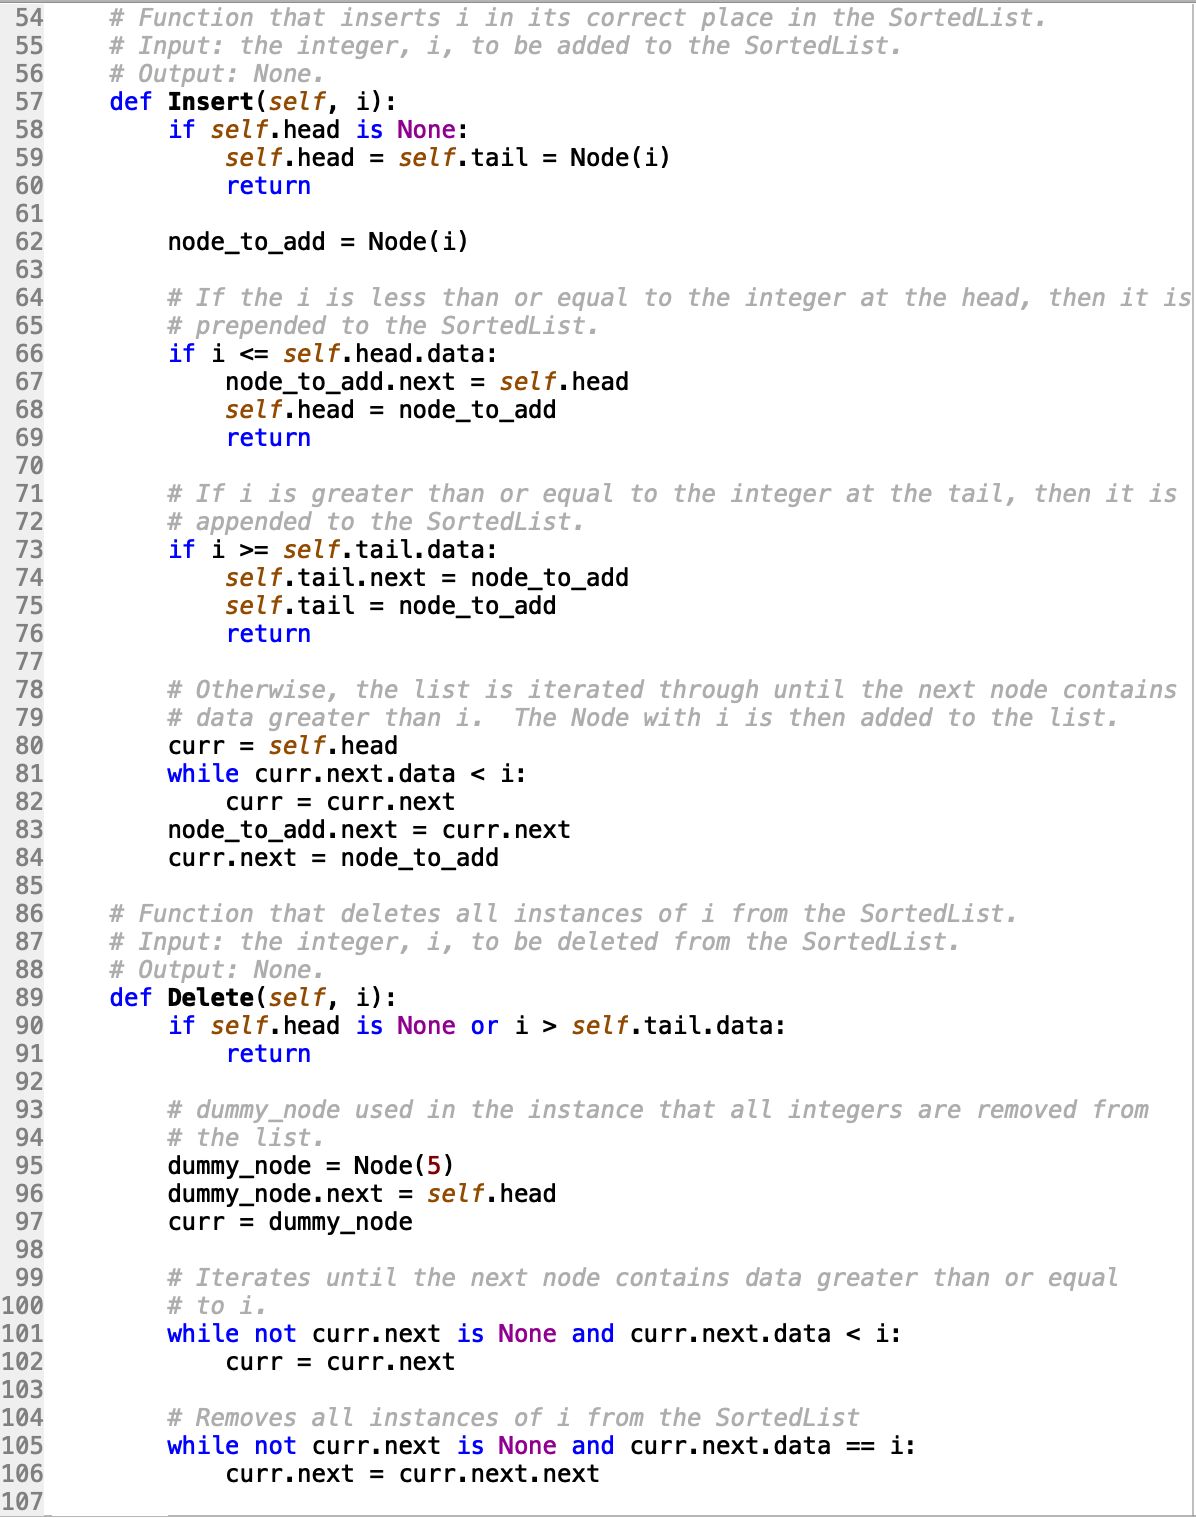 54     # Function that inserts i in its correct place in the SortedList.
55     # Input: the integer, i, to be added to the SortedList.
56     # Output: None.
57     def Insert(self, i):
58         if self.head is None:
59             self.head = self.tail = Node(i)
60             return
61
62         node_to_add = Node(i)
63
64         # If the i is less than or equal to the integer at the head, then it is
65         # prepended to the SortedList.
66         if i <= self.head.data:
67             node_to_add.next = self.head
68             self.head = node_to_add
69             return
70
71         # If i is greater than or equal to the integer at the tail, then it is
72         # appended to the SortedList.
73         if i >= self.tail.data:
74             self.tail.next = node_to_add
75             self.tail = node_to_add
76             return
77
78         # Otherwise, the list is iterated through until the next node contains
79         # data greater than i.  The Node with i is then added to the list.
80         curr = self.head
81         while curr.next.data < i:
82             curr = curr.next
83         node_to_add.next = curr.next
84         curr.next = node_to_add
85
86     # Function that deletes all instances of i from the SortedList.
87     # Input: the integer, i, to be deleted from the SortedList.
88     # Output: None.
89     def Delete(self, i):
90         if self.head is None or i > self.tail.data:
91             return
92
93         # dummy_node used in the instance that all integers are removed from
94         # the list.
95         dummy_node = Node(5)
96         dummy_node.next = self.head
97         curr = dummy_node
98
99         # Iterates until the next node contains data greater than or equal
100         # to i.
101         while not curr.next is None and curr.next.data < i:
102             curr = curr.next
103
104         # Removes all instances of i from the SortedList
105         while not curr.next is None and curr.next.data == i:
106             curr.next = curr.next.next
107